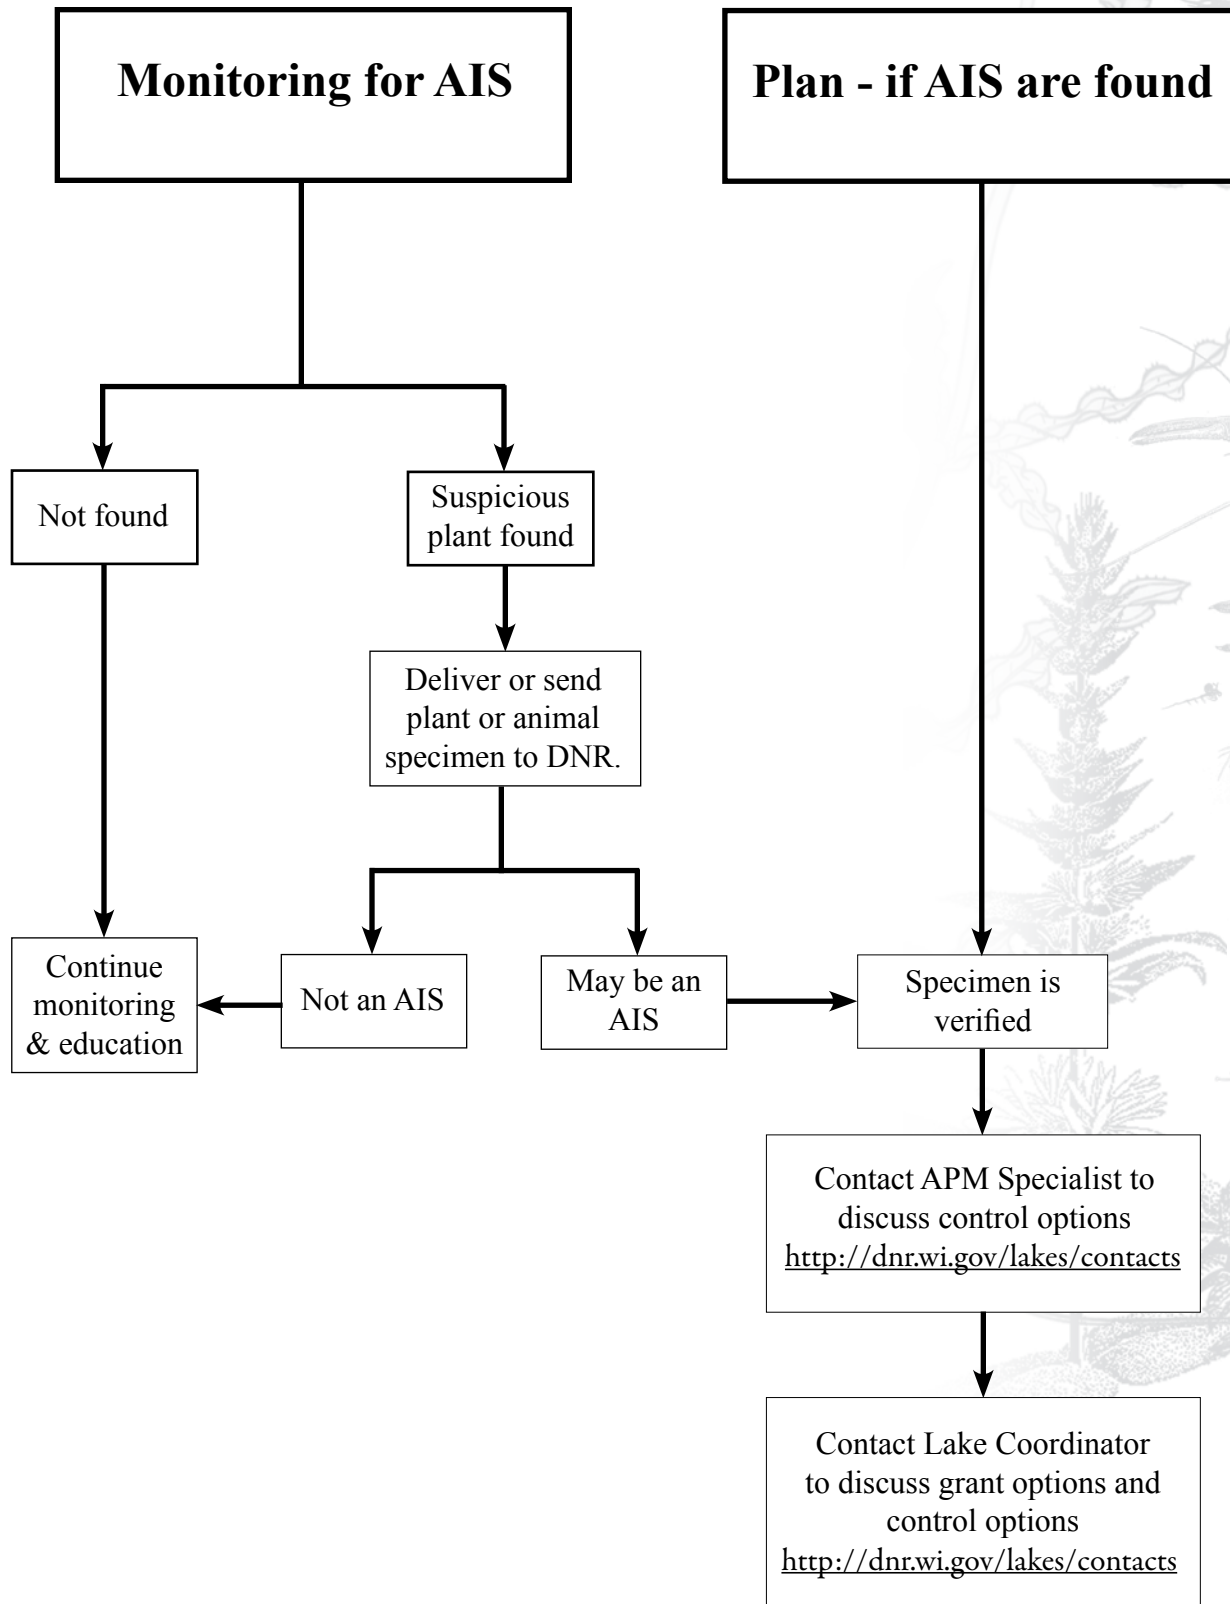 Monitoring for AIS
Plan - if AIS are found
Not found
Suspicious
plant found
Deliver or send
plant or animal
specimen to DNR.
Continue
monitoring
& education
Not an AIS
May be an
AIS
Specimen is
verified
Contact APM Specialist to
discuss control options
http://dnr.wi.gov/lakes/contacts
Contact Lake Coordinator
to discuss grant options and
control options
http://dnr.wi.gov/lakes/contacts